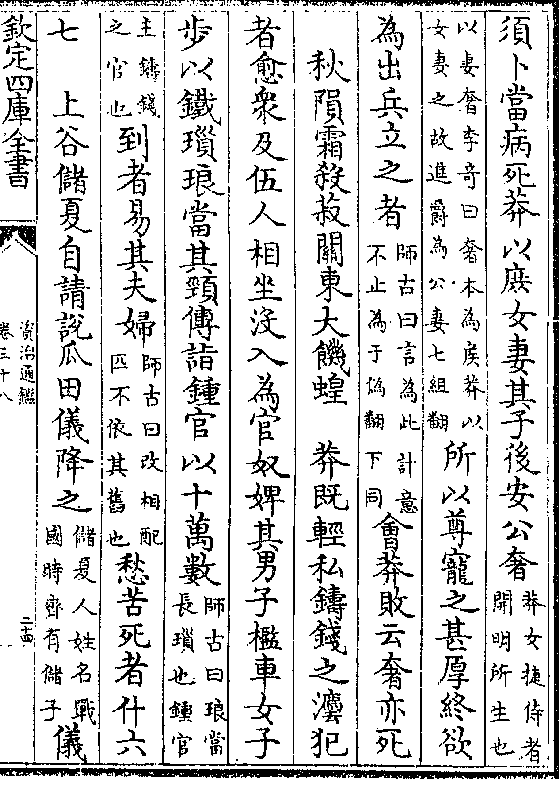 須卜當病死莽以庶女妻其子後安公奢莽女捷侍者開明所生也
以妻奢李竒曰奢本為侯莽以女妻之故進爵為公妻七組翻所以尊寵之甚厚終欲
為出兵立之者師古曰言為此計意不止為于偽翻下同會莽敗云奢亦死
秋隕霜殺菽關東大饑蝗　莽既輕私鑄錢之灋犯
者愈衆及伍人相坐沒入為官奴婢其男子檻車女子
步以鐵瑣琅當其頸傳詣鍾官以十萬數師古曰琅當長瑣也鍾官
主鑄錢之官也到者易其夫婦師古曰改相配匹不依其舊也愁苦死者什六
七　上谷儲夏自請說瓜田儀降之儲夏人姓名戰國時齊有儲子儀
欽定四庫全書
資治通鑑
卷三十八
二十四